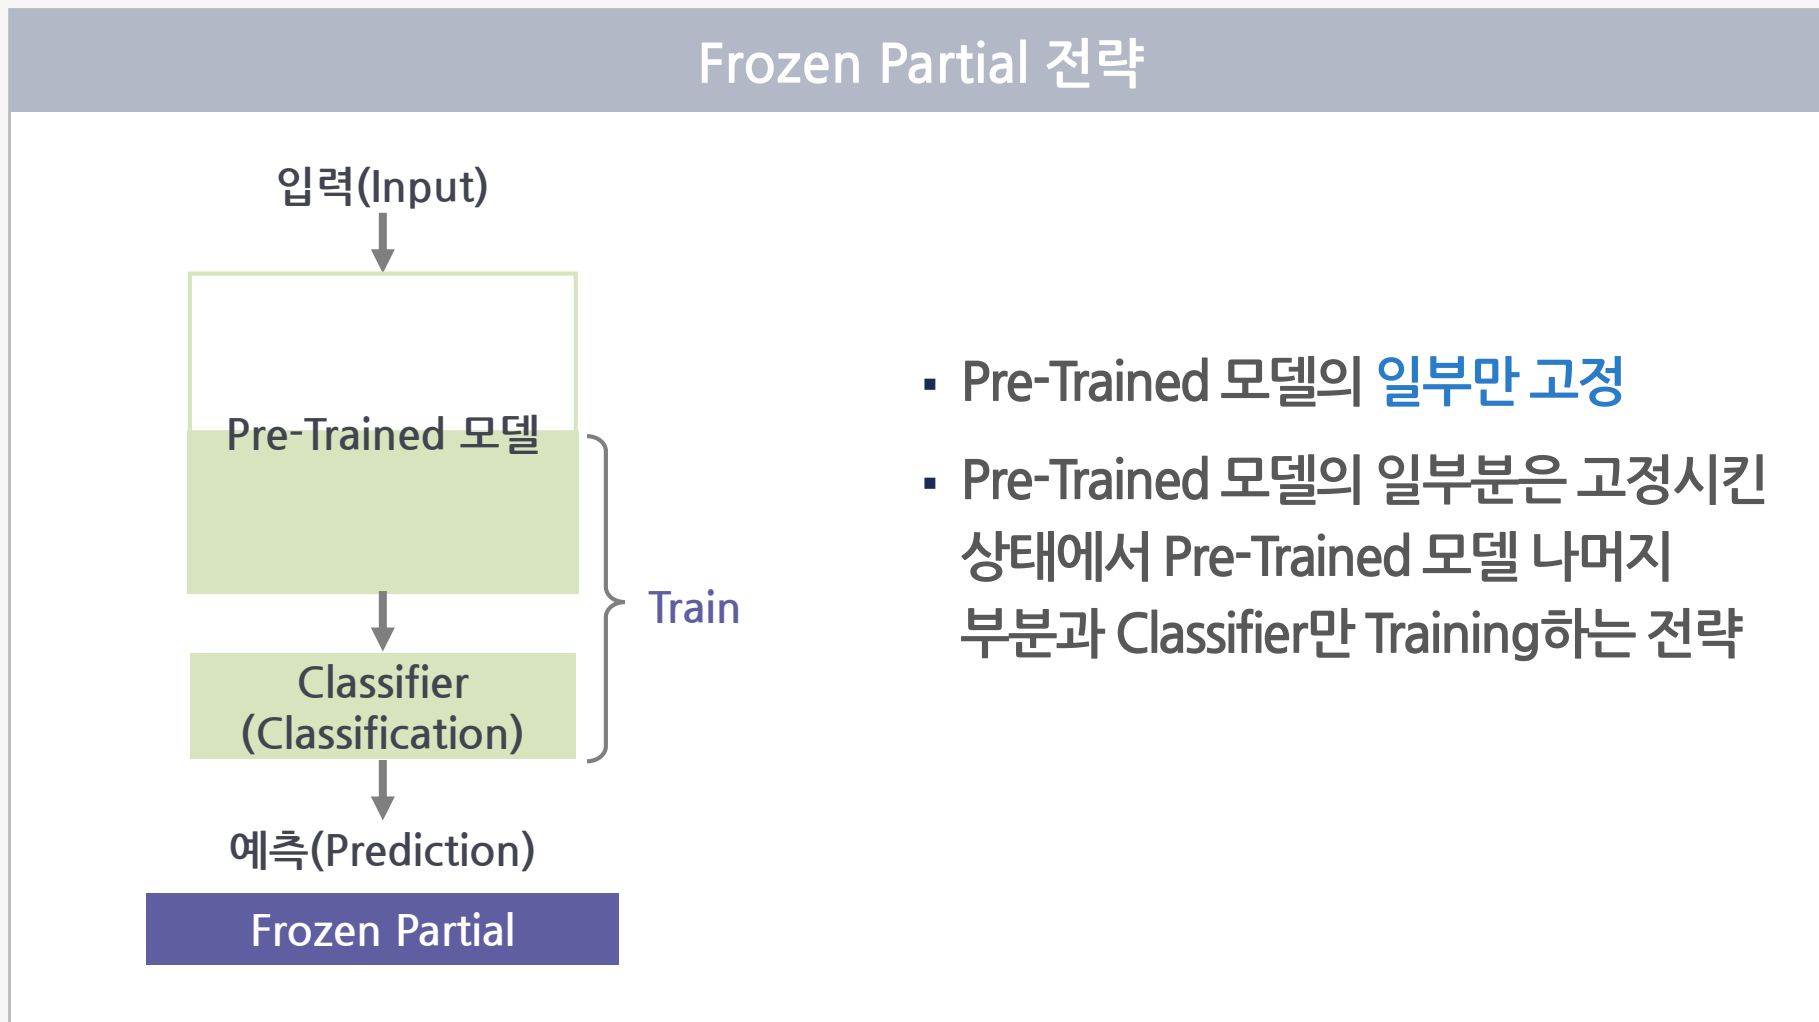 Frozen Partial 전략
입력(Input)
Pre-Trained 모델
Train
Classifier
(Classification)
예측(Prediction)
Frozen Partial
▪ Pre-Trained 모델의 일부만 고정
▪ Pre-Trained 모델의 일부분은 고정시킨
상태에서 Pre-Trained 모델 나머지
부분과 Classifier만 Training하는 전략